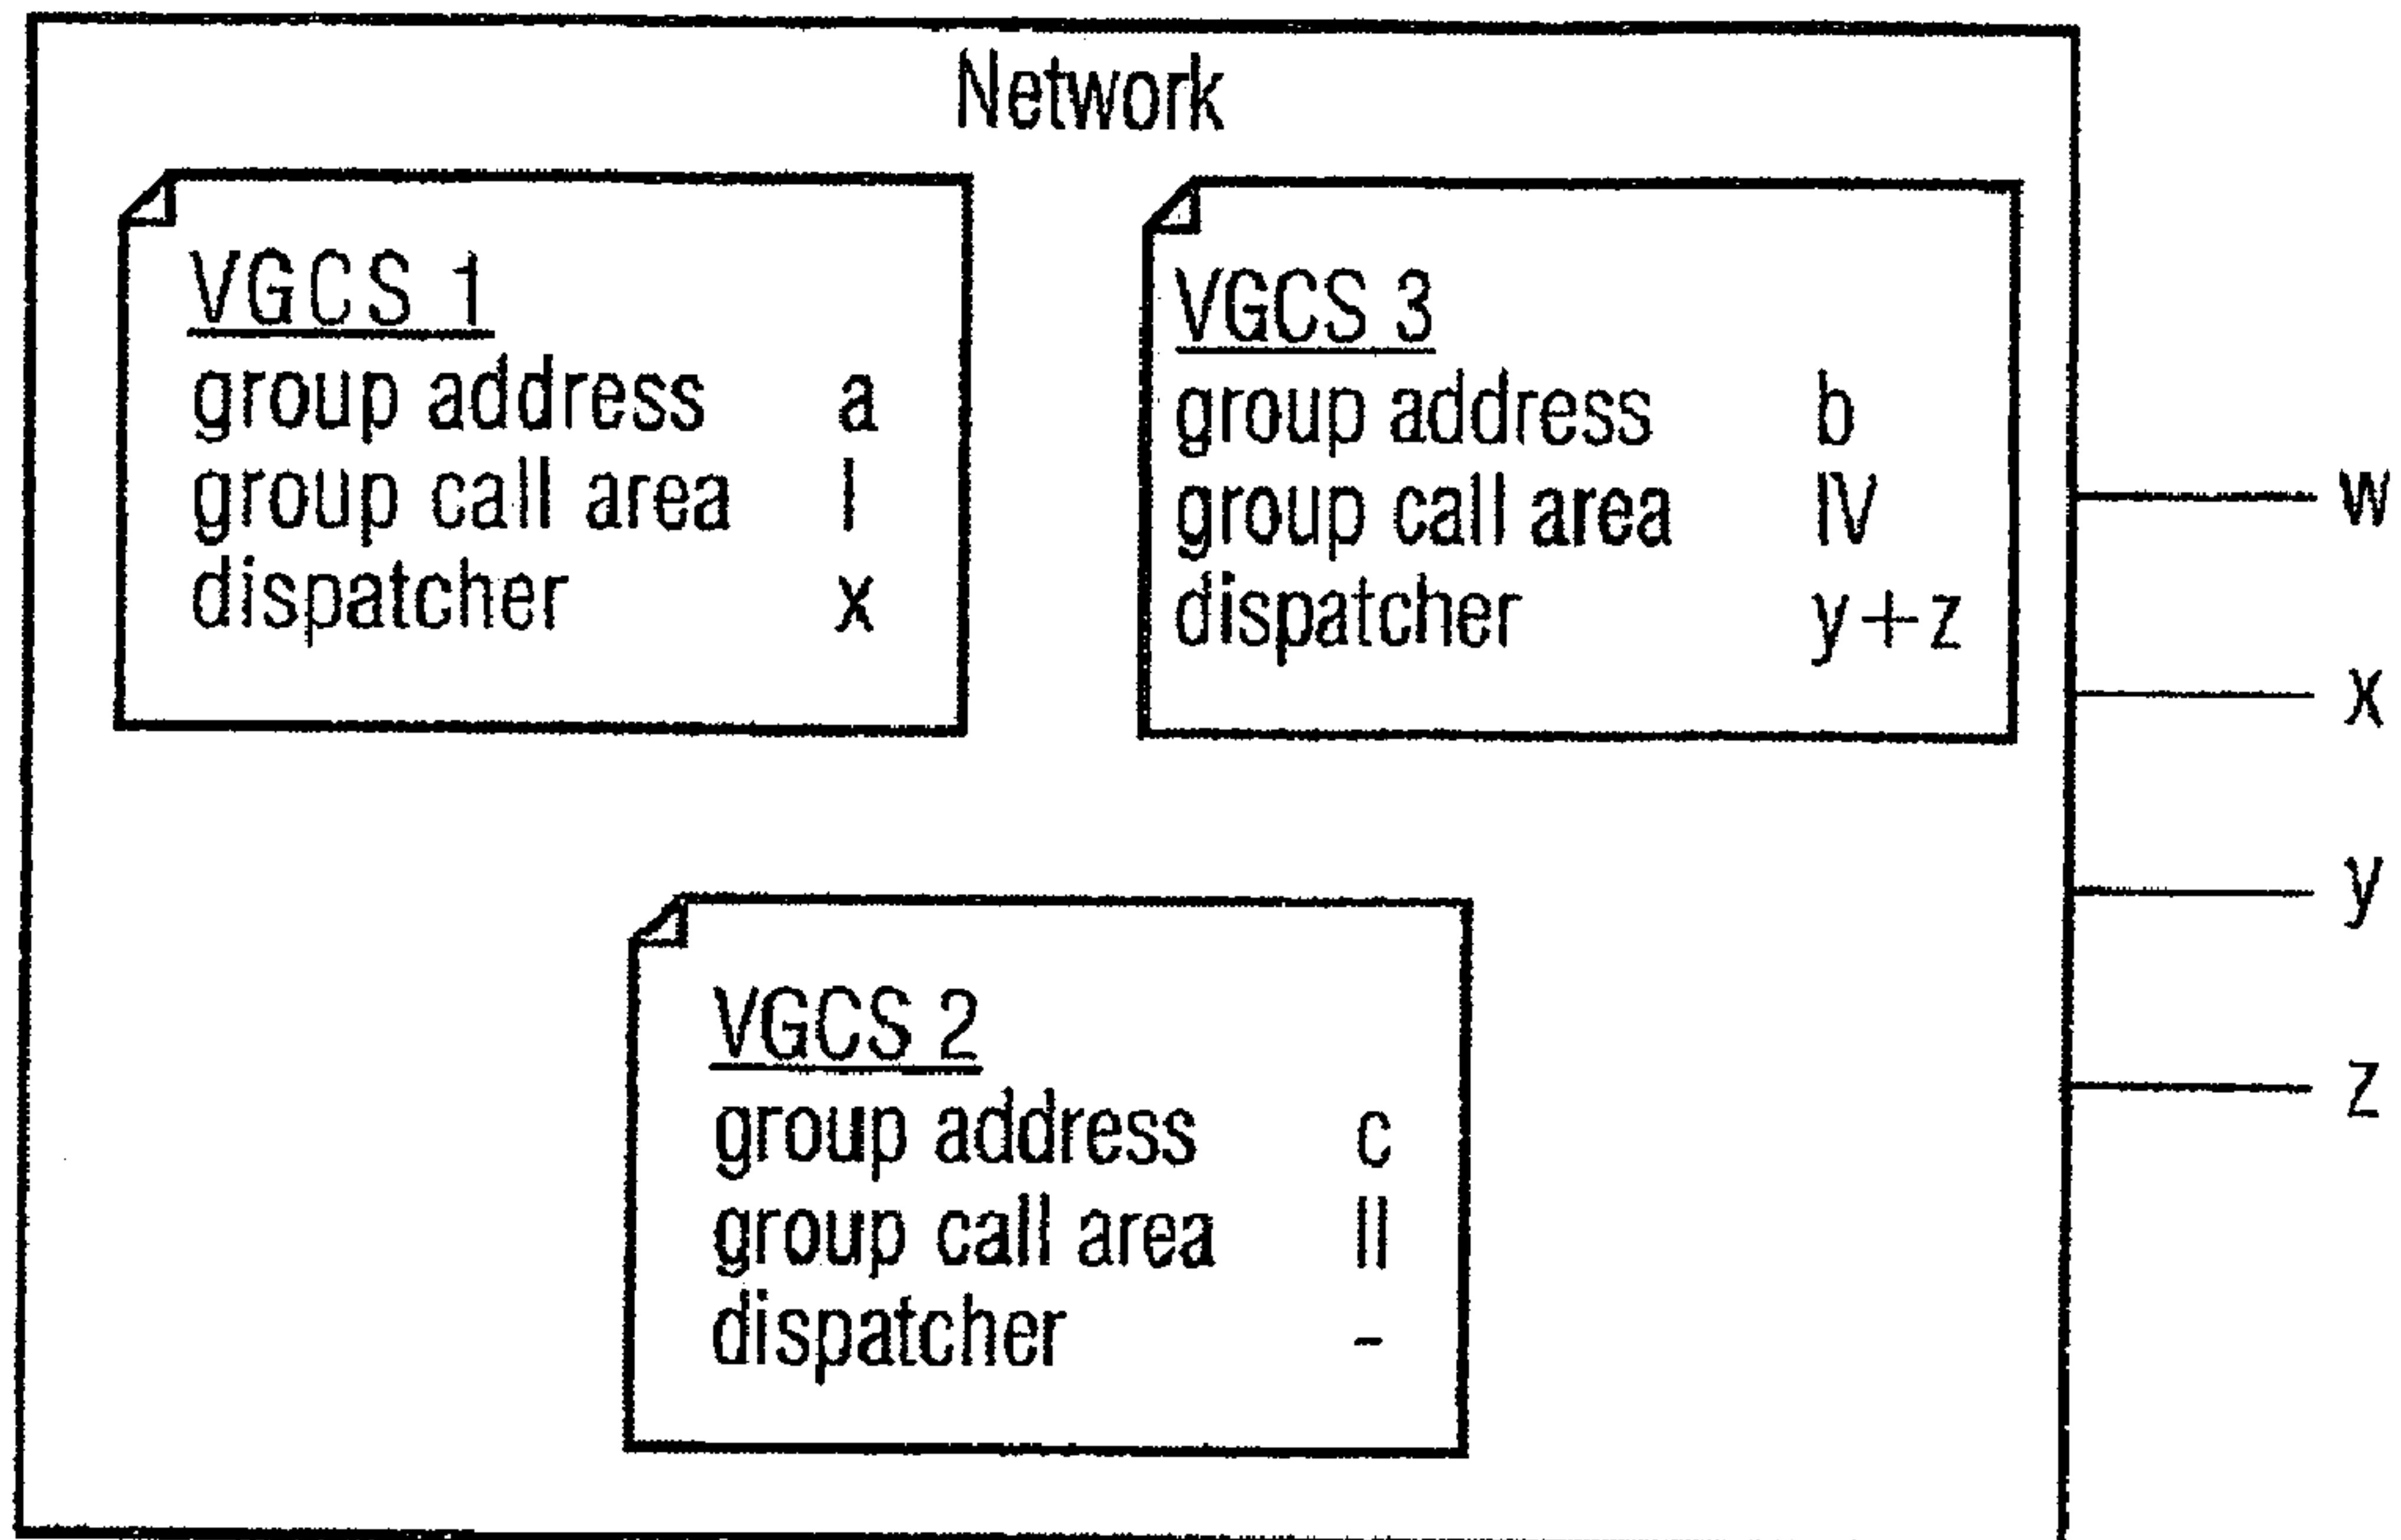 Network
VGCS 1
group address a
group call area I
dispatcher x
VGCS 3
group address b
group call area IV
dispatcher y+z
VGCS 2
group address c
group call area II
dispatcher -
w
x
y
z